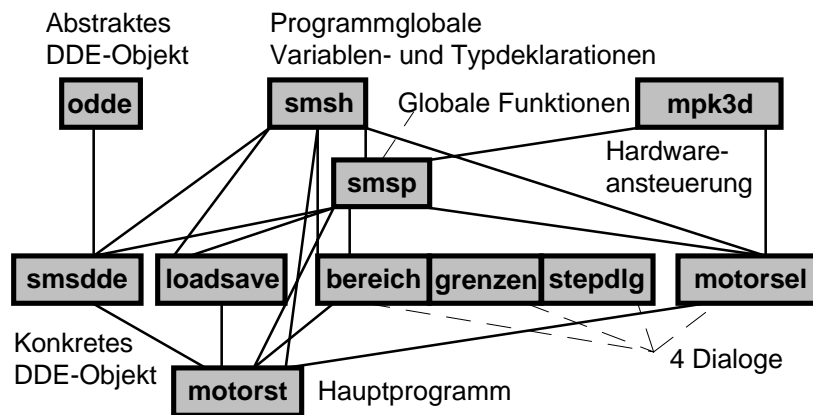 Abstraktes
DDE-Objekt
Programmglobale
Variablen- und Typdeklarationen
odde
smsh
Globale Funktionen
mpk3d
Hardware-
ansteuerung
smsp
smsdde
loadsave
bereich
grenzen
stepdlg
motorsel
Konkretes
DDE-Objekt
4 Dialoge
motorst
Hauptprogramm